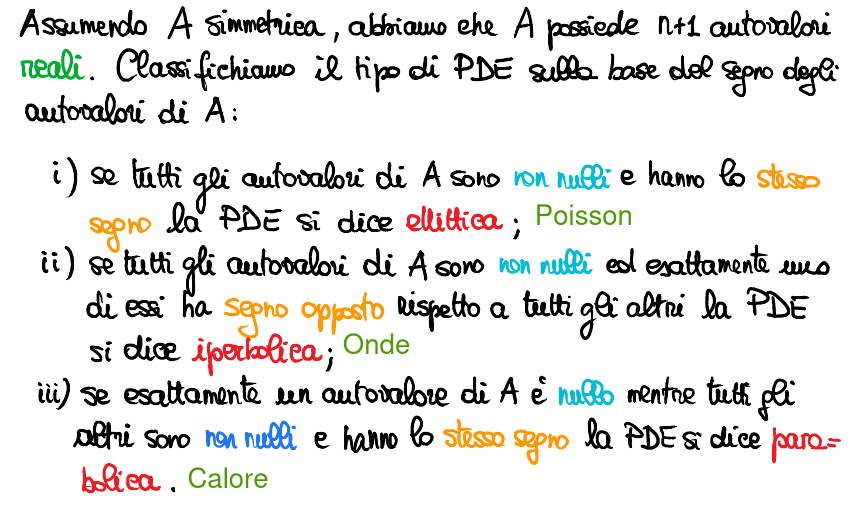 Assumendo A simmetrica, abbiamo che A possiede n+1 autovalori
reali. Classifichiamo il tipo di PDE sulla base del segno degli
autovalori di A:
i) se tutti gli autovalori di A sono non nulli e hanno lo stesso
segno la PDE si dice ellittica; Poisson
ii) se tutti gli autovalori di A sono non nulli ed esattamente uno
di essi ha segno opposto rispetto a tutti gli altri la PDE
si dice iperbolica; Onde
iii) se esattamente un autovalore di A è nullo mentre tutti gli
altri sono non nulli e hanno lo stesso segno la PDE si dice para=
bolica. Calore